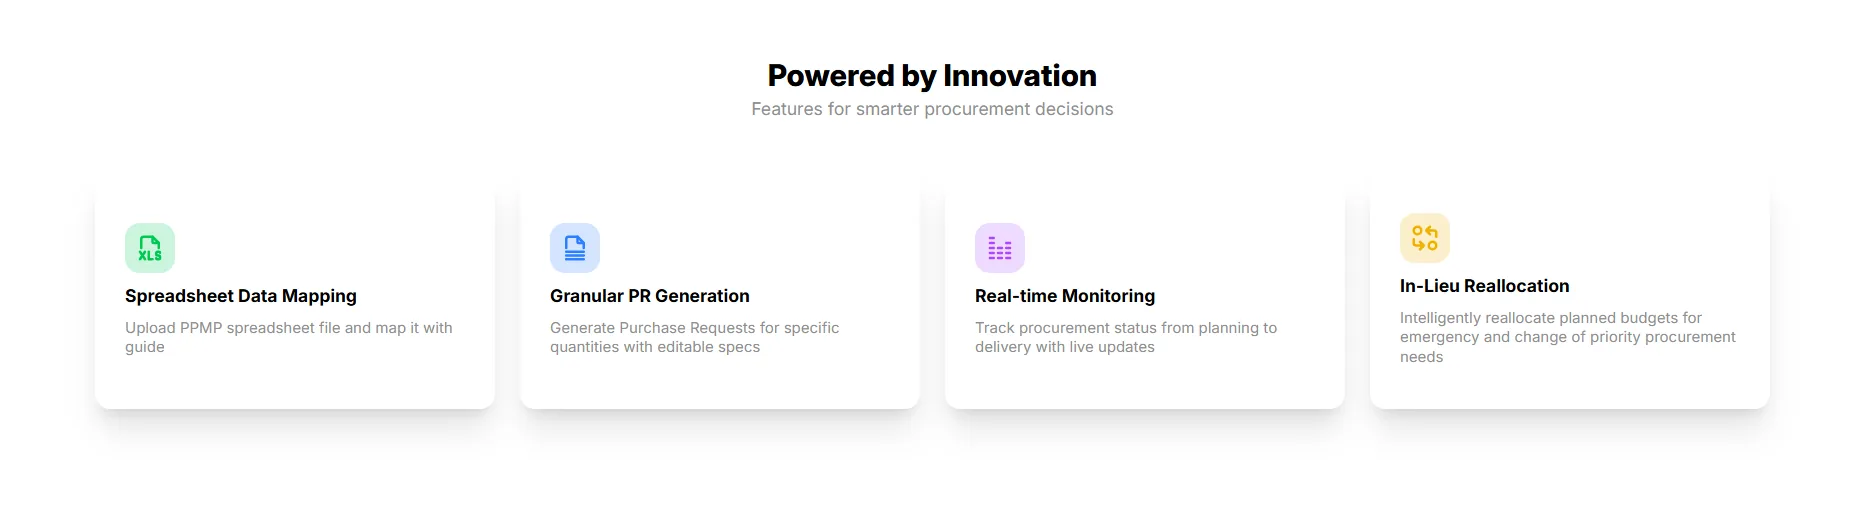 Powered by Innovation
Features for smarter procurement decisions
XLS
Spreadsheet Data Mapping
Upload PPMP spreadsheet file and map it with
guide
Granular PR Generation
Generate Purchase Requests for specific
quantities with editable specs
Real-time Monitoring
Track procurement status from planning to
delivery with live updates
In-Lieu Reallocation
Intelligently reallocate planned budgets for
emergency and change of priority procurement
needs